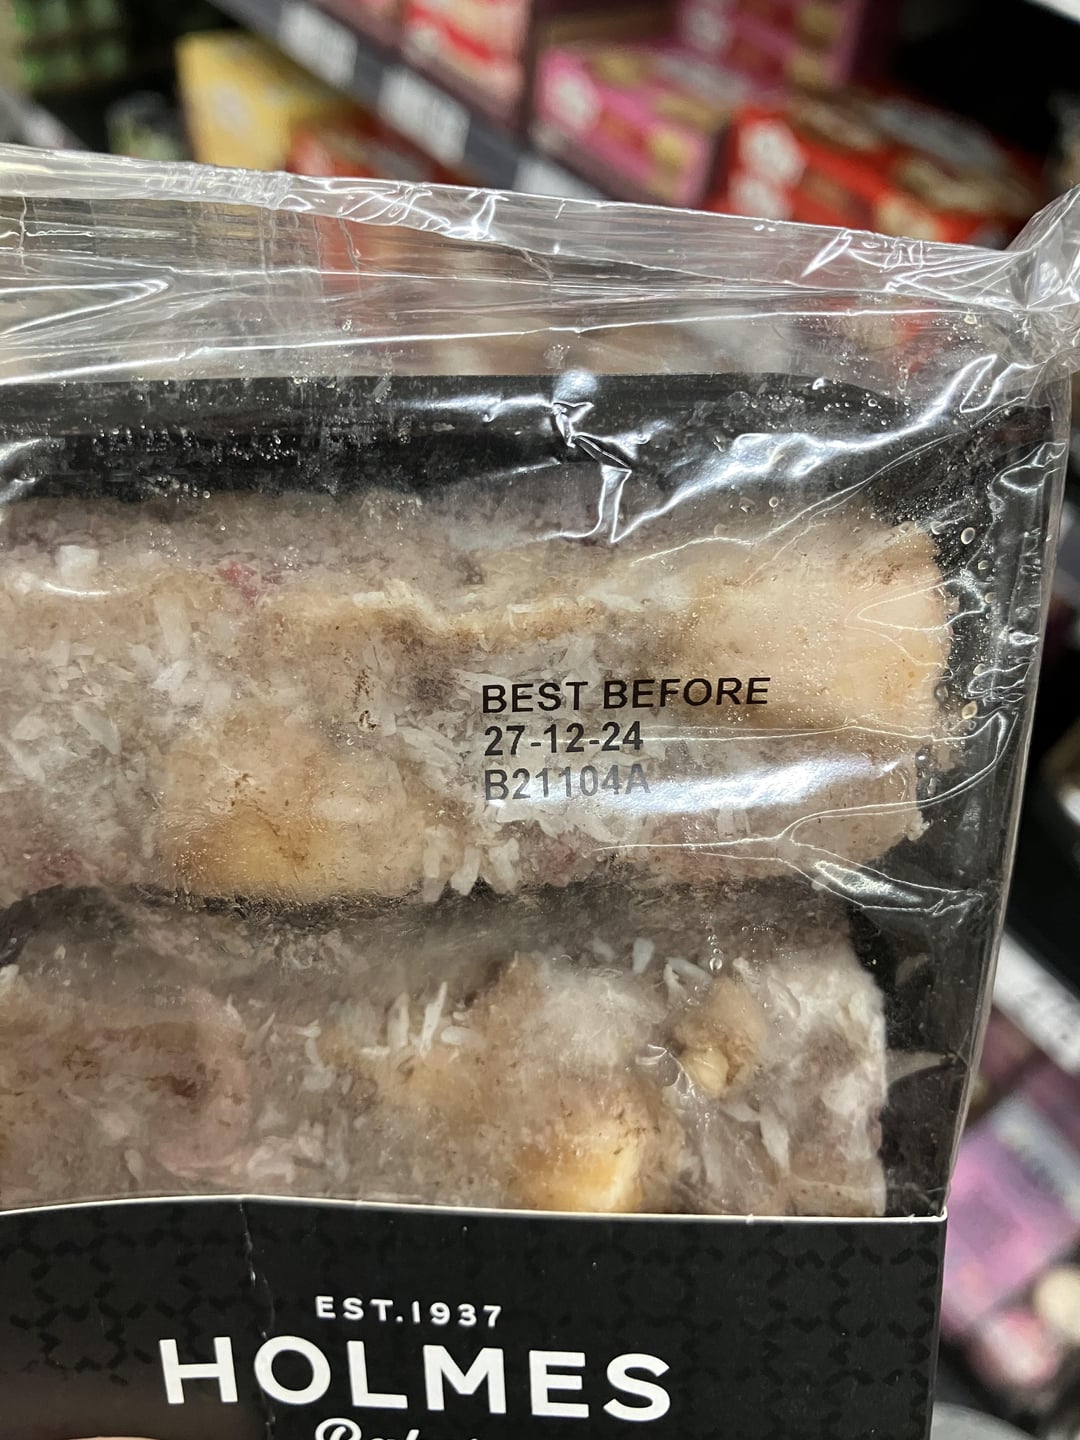 BEST BEFORE
27-12-24
B21104A
EST.1937
HOLMES